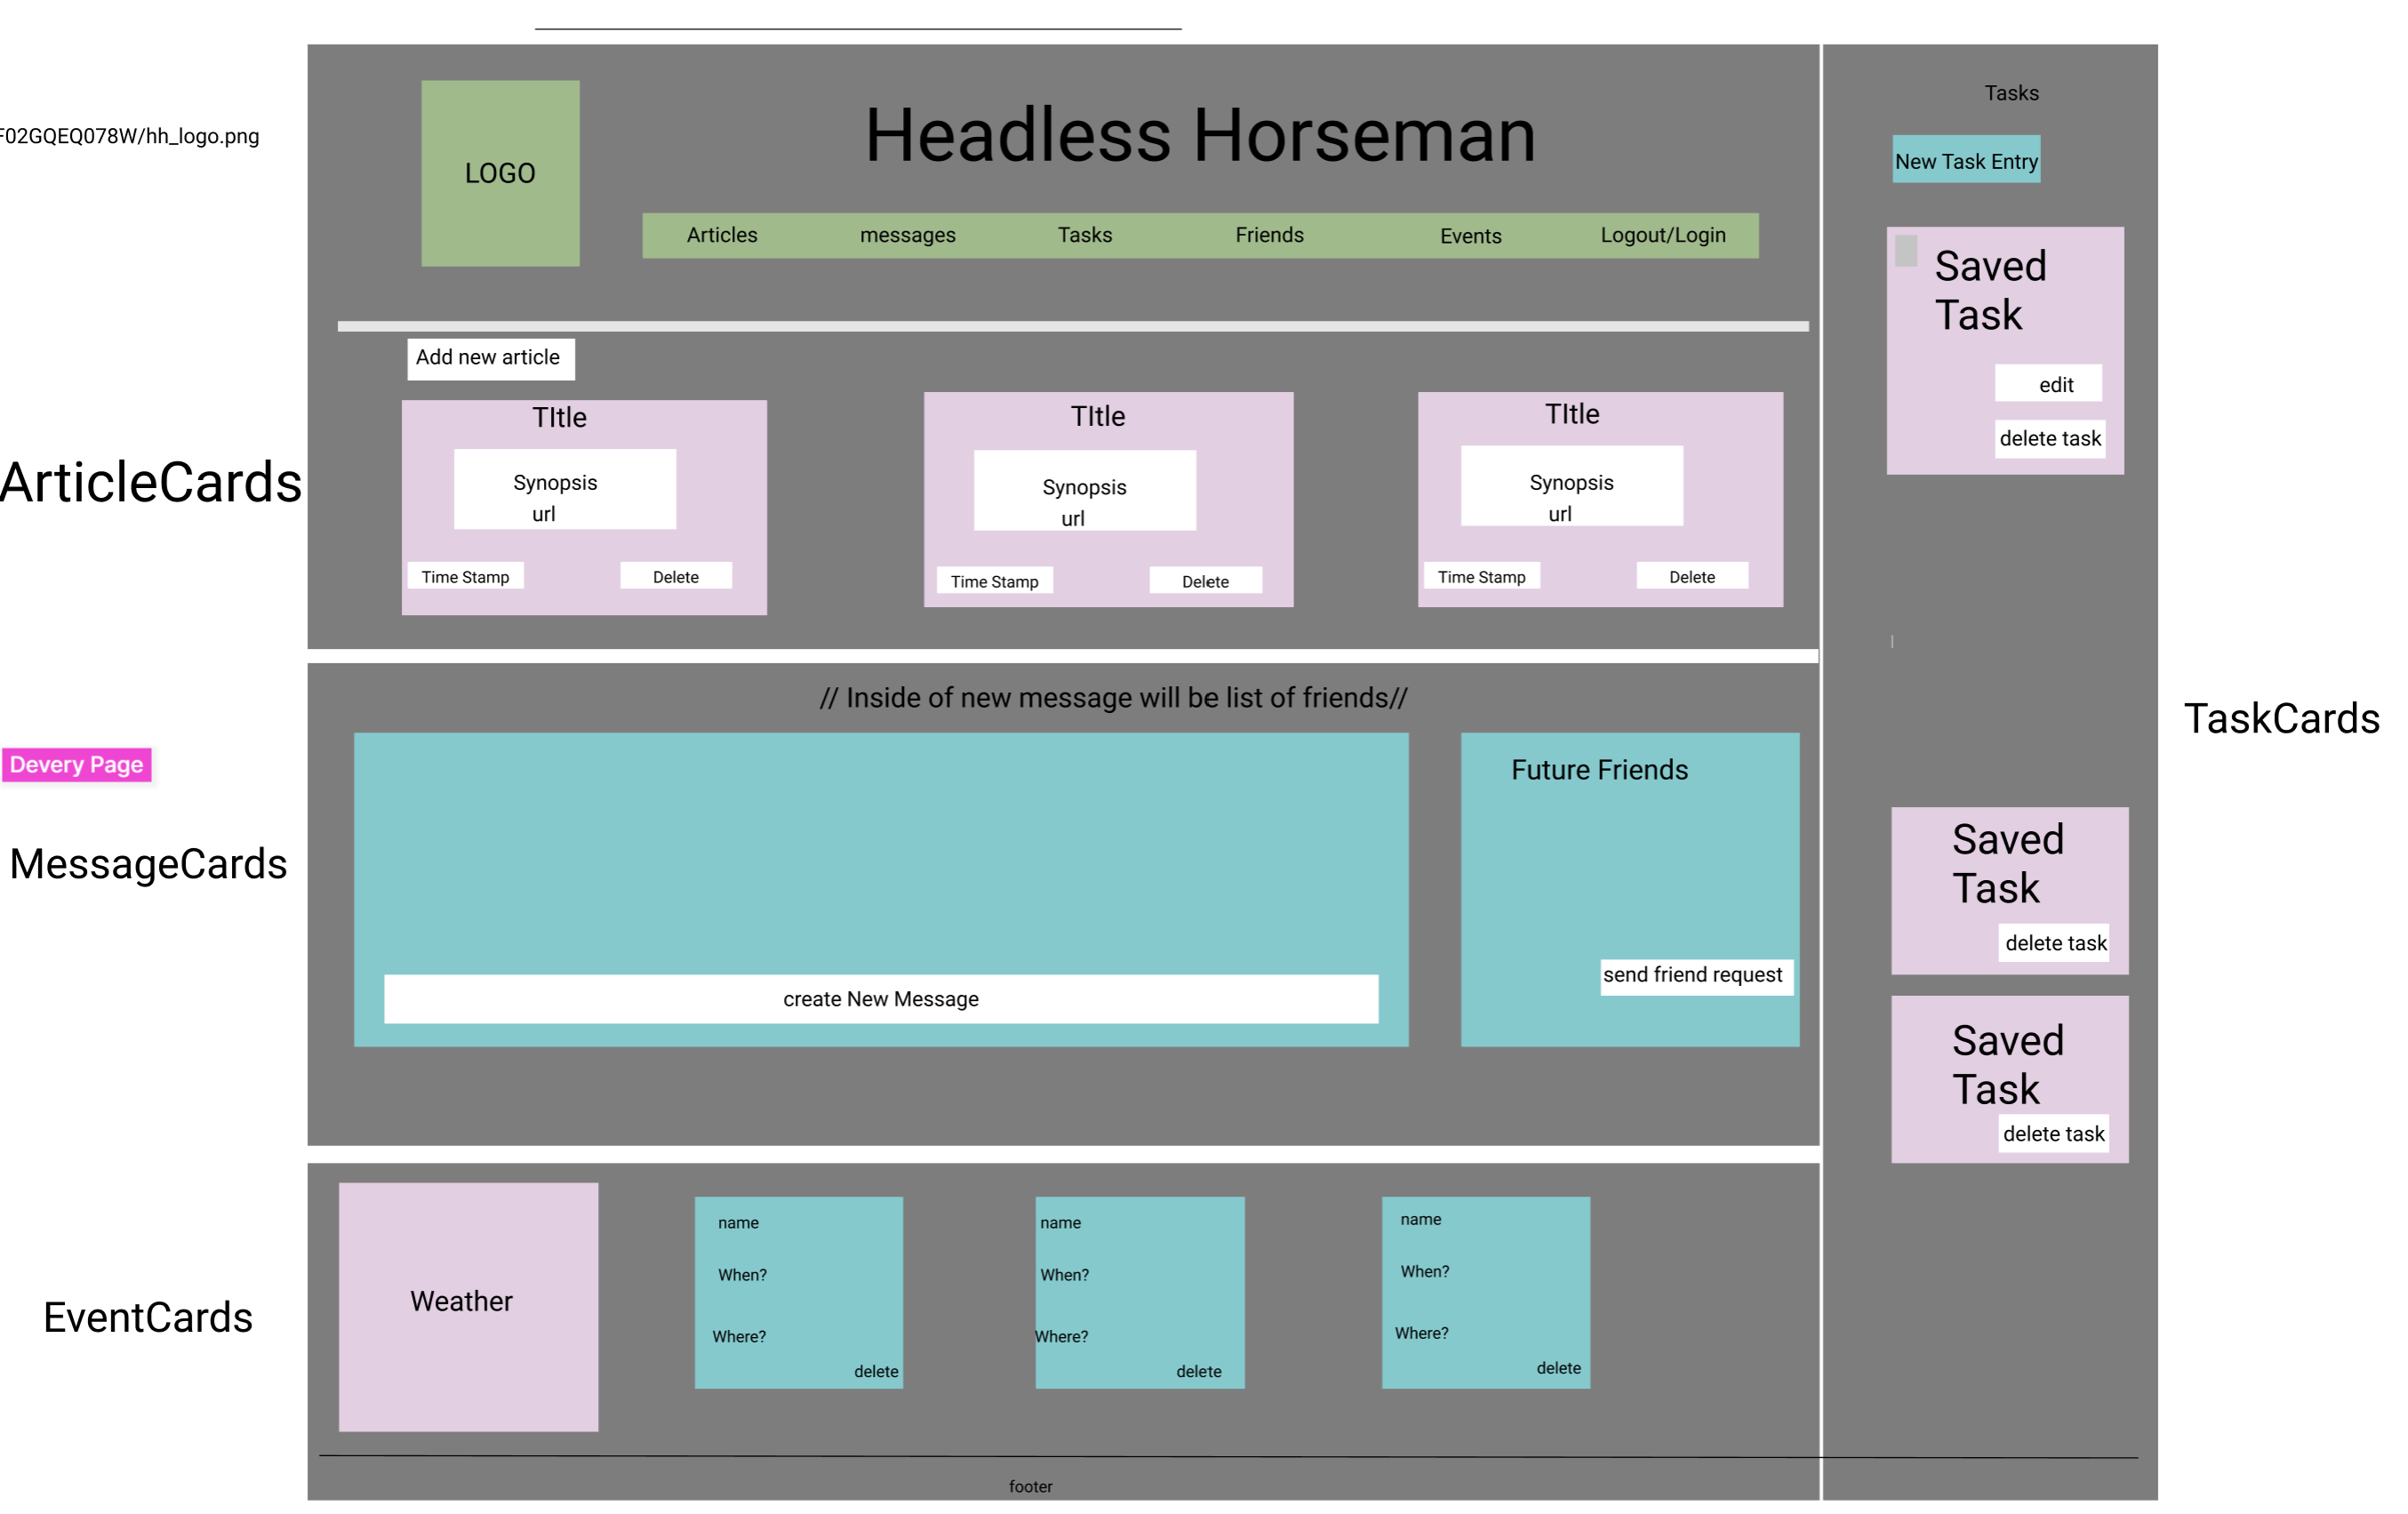 F02GQEQ078W/hh_logo.png
LOGO
Headless Horseman
Articles messages Tasks Friends Events Logout/Login
Add new article
ArticleCards
TItle
Synopsis
url
Time Stamp Delete
TItle
Synopsis
url
Time Stamp Delete
TItle
Synopsis
url
Time Stamp Delete
// Inside of new message will be list of friends//
Devery Page
MessageCards
create New Message
Future Friends
send friend request
EventCards
Weather
name
When?
Where?
delete
name
When?
Where?
delete
name
When?
Where?
delete
footer
Tasks
New Task Entry
Saved
Task
edit
delete task
TaskCards
Saved
Task
delete task
Saved
Task
delete task